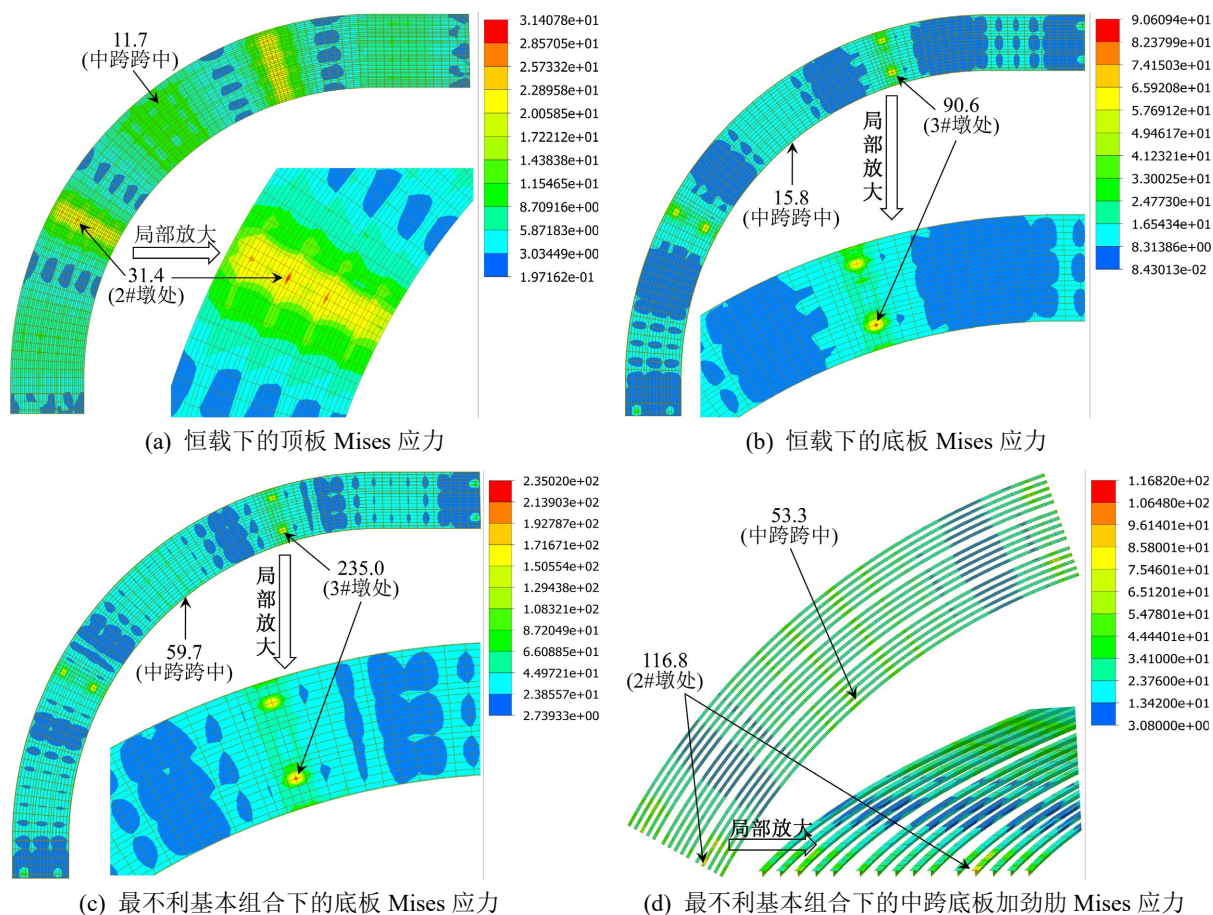 11.7
(中跨跨中)
局部放大
31.4
(2#墩处)
3.14078e+01
2.85705e+01
2.57332e+01
2.28959e+01
2.00585e+01
1.72212e+01
1.43838e+01
1.15465e+01
8.70916e+00
5.87183e+00
3.03449e+00
1.97162e-01
(a) 恒载下的顶板 Mises 应力
90.6
(3#墩处)
局部放大
15.8
(中跨跨中)
9.06094e+01
8.23799e+01
7.41503e+01
6.59208e+01
5.76912e+01
4.94617e+01
4.12321e+01
3.30025e+01
2.47730e+01
1.65434e+01
8.31386e+00
8.43013e-02
(b) 恒载下的底板 Mises 应力
235.0
(3#墩处)
局部放大
59.7
(中跨跨中)
2.35020e+02
2.13903e+02
1.92787e+02
1.71671e+02
1.50554e+02
1.29438e+02
1.08321e+02
8.72049e+01
6.60885e+01
4.49721e+01
2.38557e+01
2.73933e+00
(c) 最不利基本组合下的底板 Mises 应力
53.3
(中跨跨中)
116.8
(2#墩处)
局部放大
1.16820e+02
1.06480e+02
9.61401e+01
8.58001e+01
7.54601e+01
6.51201e+01
5.47801e+01
4.44401e+01
3.41000e+01
2.37600e+01
1.34200e+01
3.08000e+00
(d) 最不利基本组合下的中跨底板加劲肋 Mises 应力